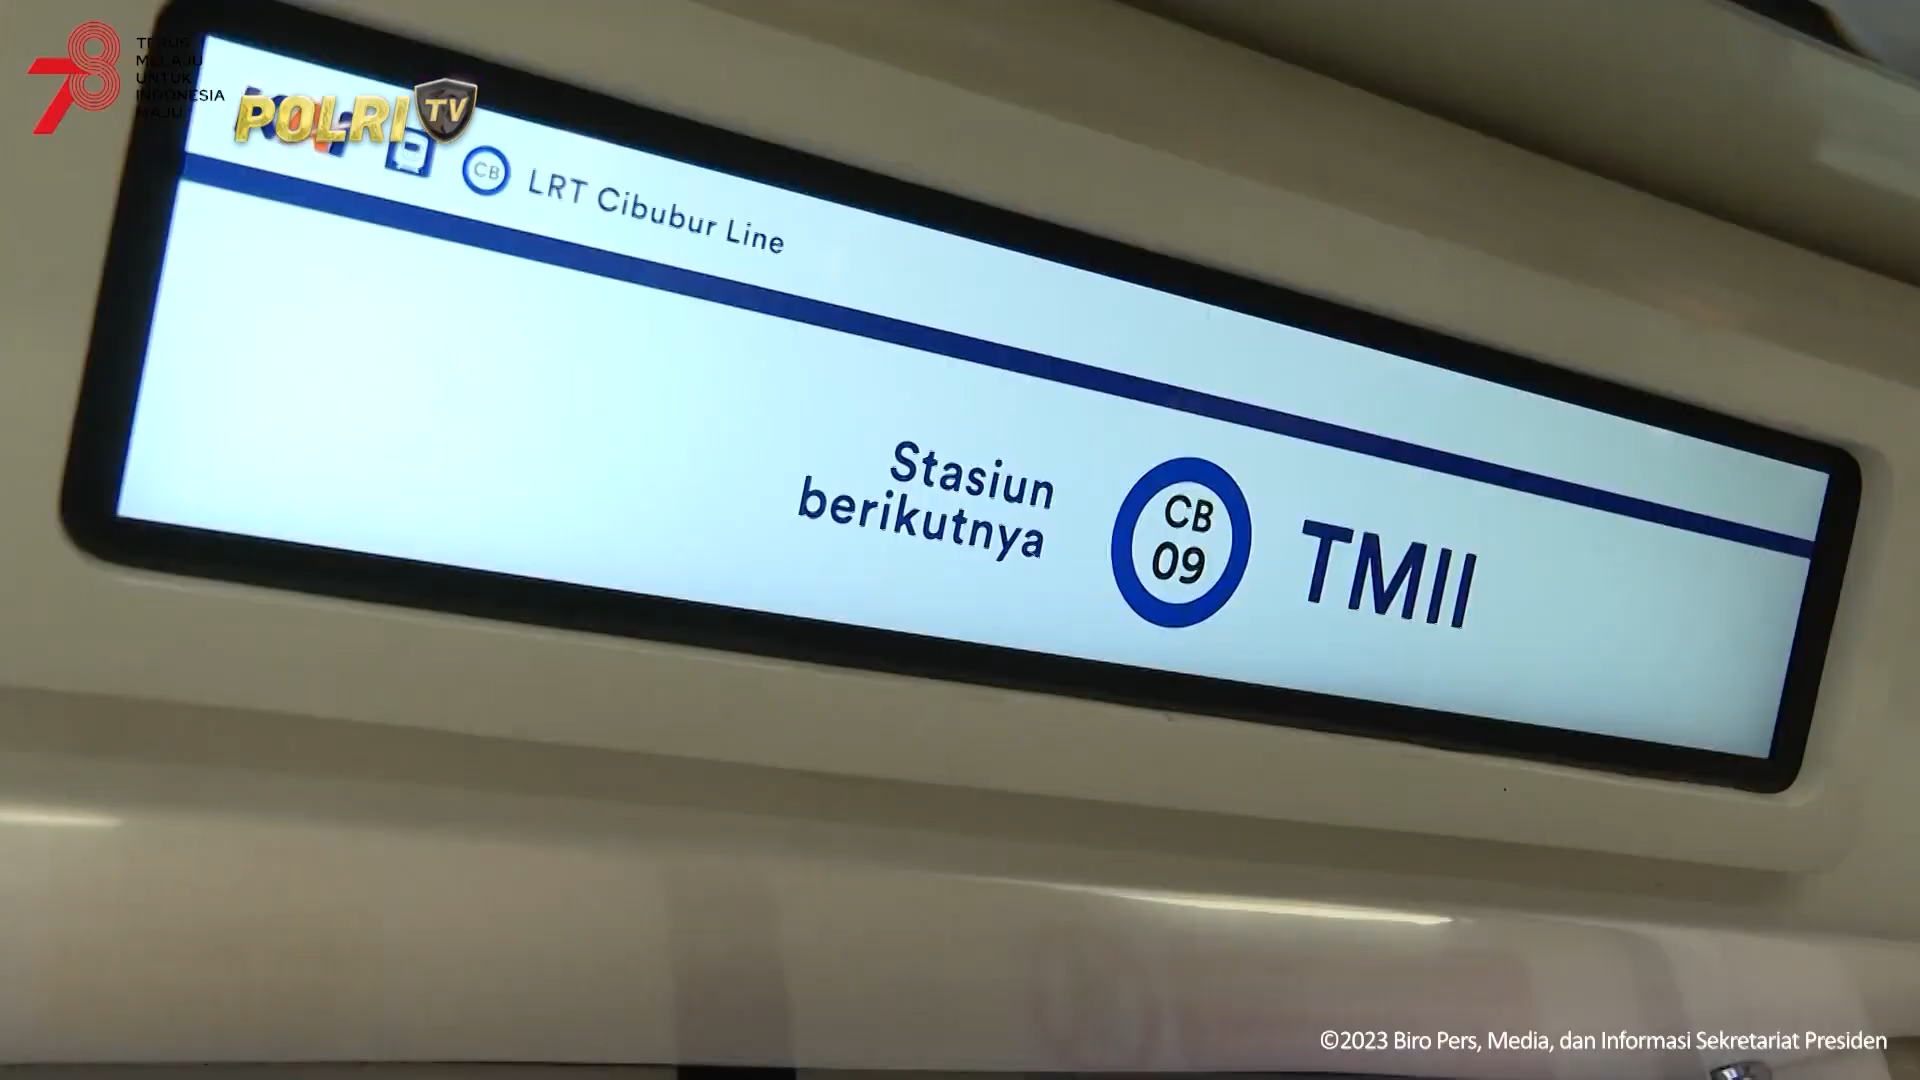 78
TERUS
MELAJU
UNTUK
INDONESIA
MAJU
POLRI TV
CB LRT Cibubur Line
Stasiun
berikutnya
CB
09
TMII
©2023 Biro Pers, Media, dan Informasi Sekretariat Presiden